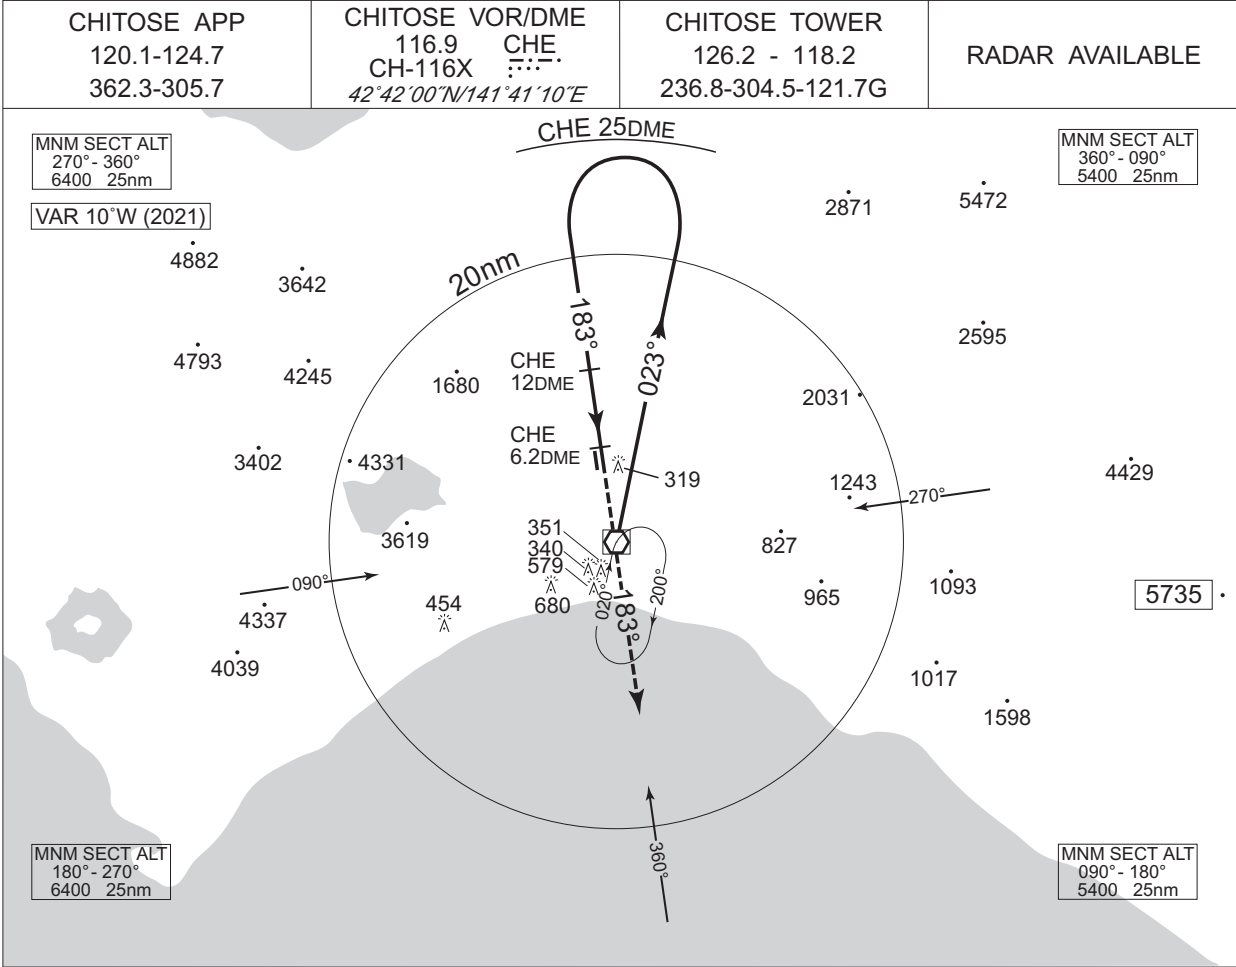 CHITOSE APP
120.1-124.7
362.3-305.7
CHITOSE VOR/DME
116.9 CHE
CH-116X
42°42′00″N/141°41′10″E
CHITOSE TOWER
126.2 - 118.2
236.8-304.5-121.7G
RADAR AVAILABLE
CHE 25DME
MNM SECT ALT
270°- 360°
6400 25nm
MNM SECT ALT
360°- 090°
5400 25nm
VAR 10°W (2021)
2871
5472
4882
3642
20nm
183°
2595
4793
4245
1680
CHE
12DME
023°
2031
CHE
6.2DME
3402
4331
319
4429
1243
270°
351
340
579
3619
827
090°
680
020°
183°
200°
965
1093
5735
454
4337
4039
1017
1598
360°
MNM SECT ALT
180°- 270°
6400 25nm
MNM SECT ALT
090°- 180°
5400 25nm